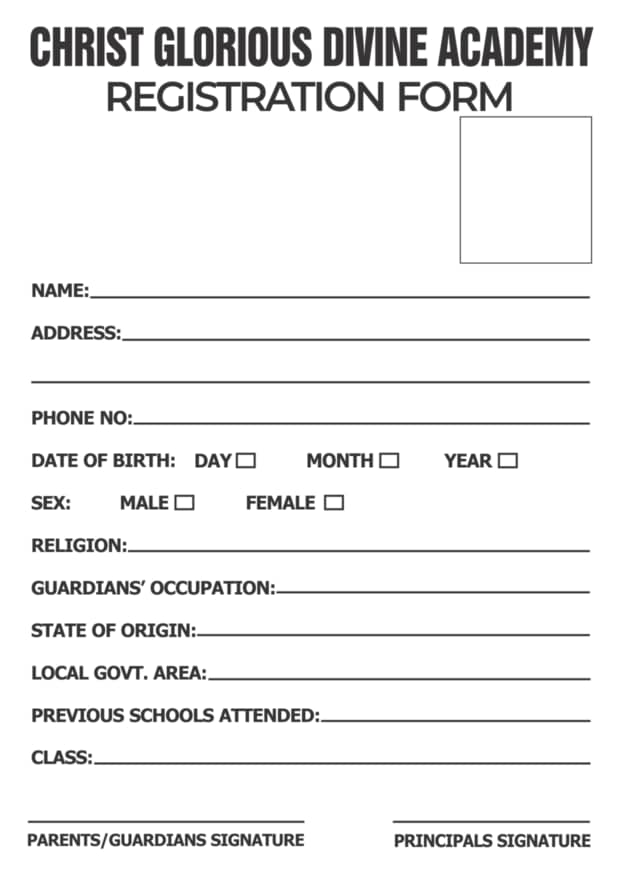 CHRIST GLORIOUS DIVINE ACADEMY
REGISTRATION FORM
NAME:
ADDRESS:
PHONE NO:
DATE OF BIRTH: DAY MONTH YEAR
SEX: MALE FEMALE
RELIGION:
GUARDIANS’ OCCUPATION:
STATE OF ORIGIN:
LOCAL GOVT. AREA:
PREVIOUS SCHOOLS ATTENDED:
CLASS:
PARENTS/GUARDIANS SIGNATURE PRINCIPALS SIGNATURE